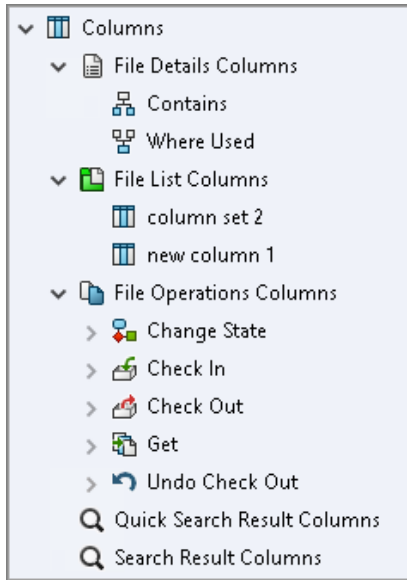 Columns
File Details Columns
Contains
Where Used
File List Columns
column set 2
new column 1
File Operations Columns
Change State
Check In
Check Out
Get
Undo Check Out
Quick Search Result Columns
Search Result Columns